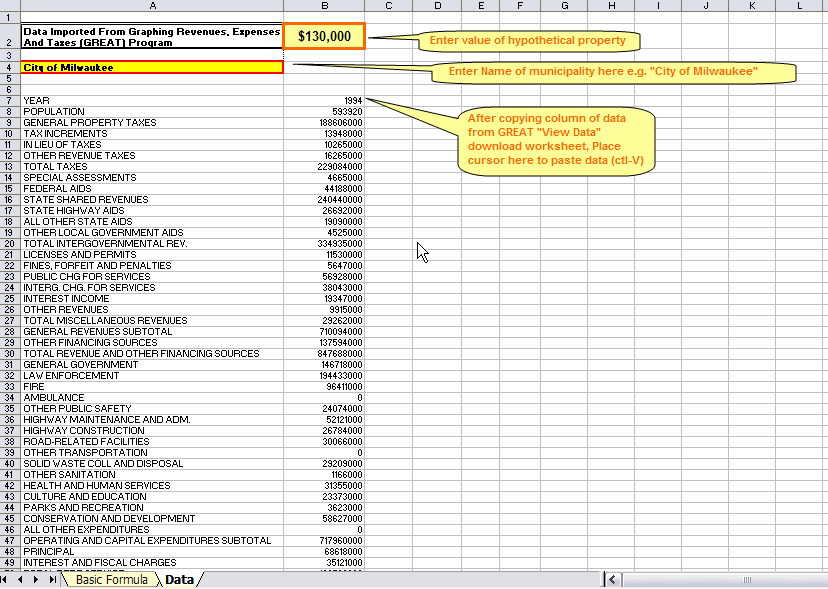 A B C D E F G H I J K L
1
2 Data Imported From Graphing Revenues, Expenses
And Taxes (GREAT) Program $130,000
Enter value of hypothetical property
3
4 City of Milwaukee
Enter Name of municipality here e.g. "City of Milwaukee"
5
6
7 YEAR 1994
8 POPULATION 593920
9 GENERAL PROPERTY TAXES 188606000
10 TAX INCREMENTS 13948000
11 IN LIEU OF TAXES 10265000
12 OTHER REVENUE TAXES 16265000
13 TOTAL TAXES 229084000
After copying column of data
from GREAT "View Data"
download worksheet, Place
cursor here to paste data (ctl-V)
14 SPECIAL ASSESSMENTS 4665000
15 FEDERAL AIDS 44188000
16 STATE SHARED REVENUES 240440000
17 STATE HIGHWAY AIDS 26692000
18 ALL OTHER STATE AIDS 19090000
19 OTHER LOCAL GOVERNMENT AIDS 4525000
20 TOTAL INTERGOVERNMENTAL REV. 334935000
21 LICENSES AND PERMITS 11530000
22 FINES, FORFEIT AND PENALTIES 5647000
23 PUBLIC CHG FOR SERVICES 56928000
24 INTERG. CHG. FOR SERVICES 38043000
25 INTEREST INCOME 19347000
26 OTHER REVENUES 9915000
27 TOTAL MISCELLANEOUS REVENUES 29262000
28 GENERAL REVENUES SUBTOTAL 710094000
29 OTHER FINANCING SOURCES 137594000
30 TOTAL REVENUE AND OTHER FINANCING SOURCES 847688000
31 GENERAL GOVERNMENT 146718000
32 LAW ENFORCEMENT 194433000
33 FIRE 96411000
34 AMBULANCE 0
35 OTHER PUBLIC SAFETY 24074000
36 HIGHWAY MAINTENANCE AND ADM. 52121000
37 HIGHWAY CONSTRUCTION 26784000
38 ROAD-RELATED FACILITIES 30066000
39 OTHER TRANSPORTATION 0
40 SOLID WASTE COLL AND DISPOSAL 29209000
41 OTHER SANITATION 1166000
42 HEALTH AND HUMAN SERVICES 31355000
43 CULTURE AND EDUCATION 23373000
44 PARKS AND RECREATION 3623000
45 CONSERVATION AND DEVELOPMENT 58627000
46 ALL OTHER EXPENDITURES 0
47 OPERATING AND CAPITAL EXPENDITURES SUBTOTAL 717960000
48 PRINCIPAL 68618000
49 INTEREST AND FISCAL CHARGES 35121000
Basic Formula Data